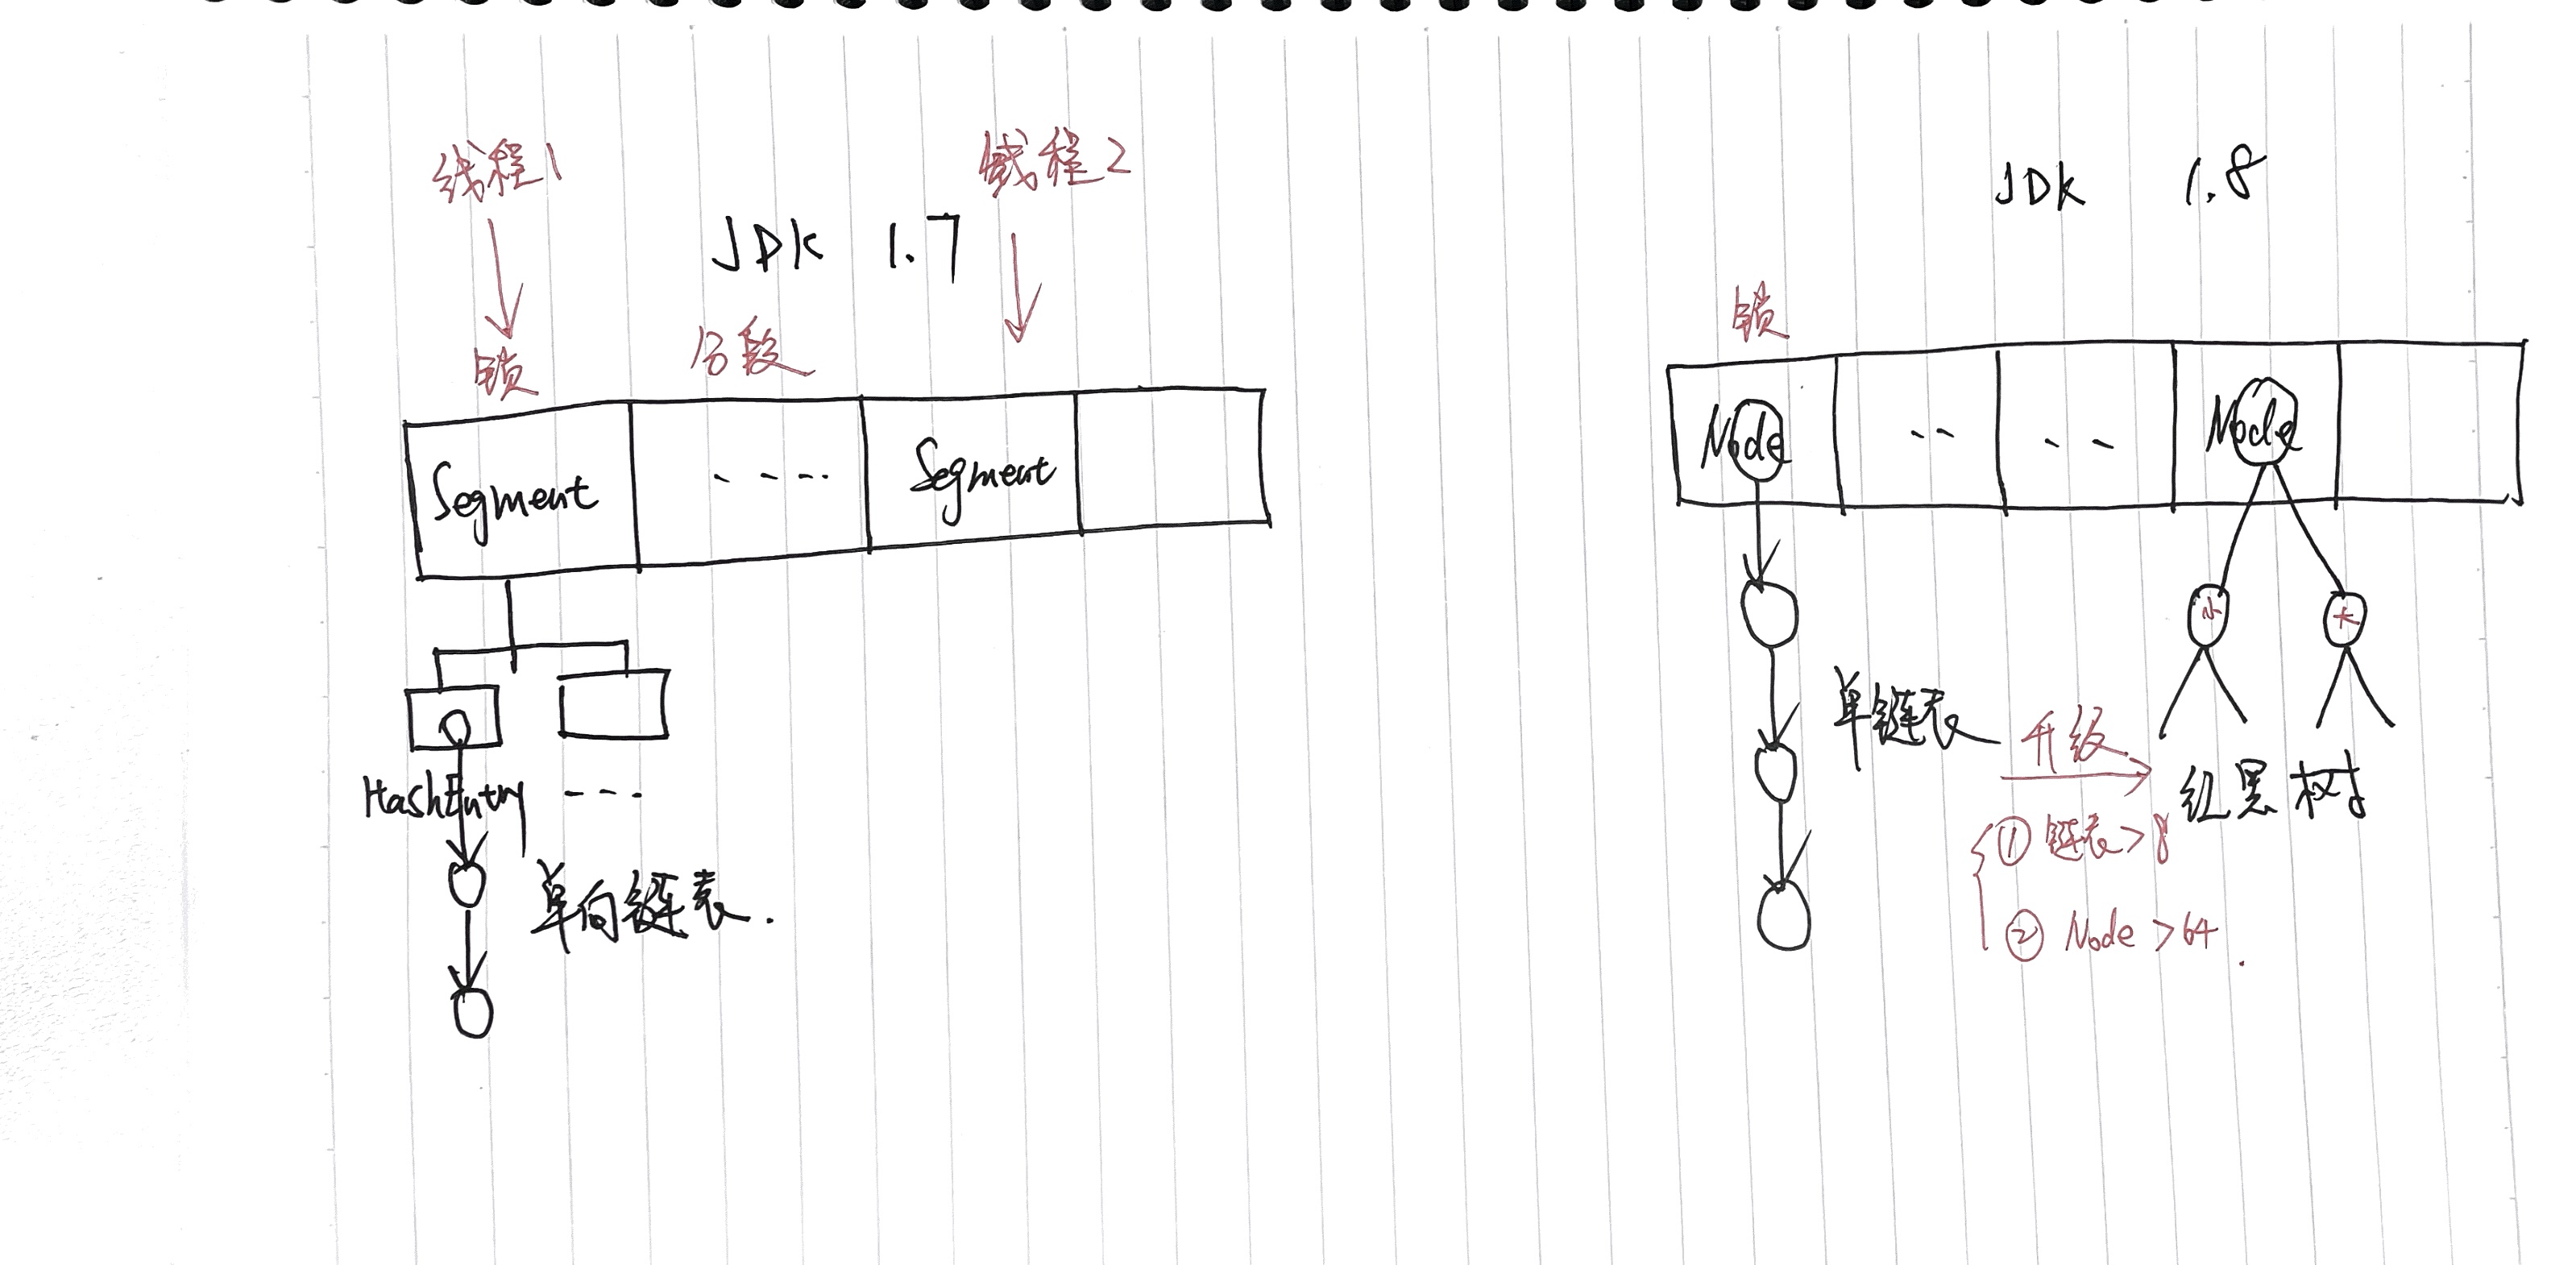 线程1
线程2
JDK 1.7
锁
分段
Segment
- - - -
Segment
HashEntry
- - -
单向链表.
JDK 1.8
锁
Node
- -
- -
Node
小
大
单链表
升级
红黑树
① 链表>8
② Node >64